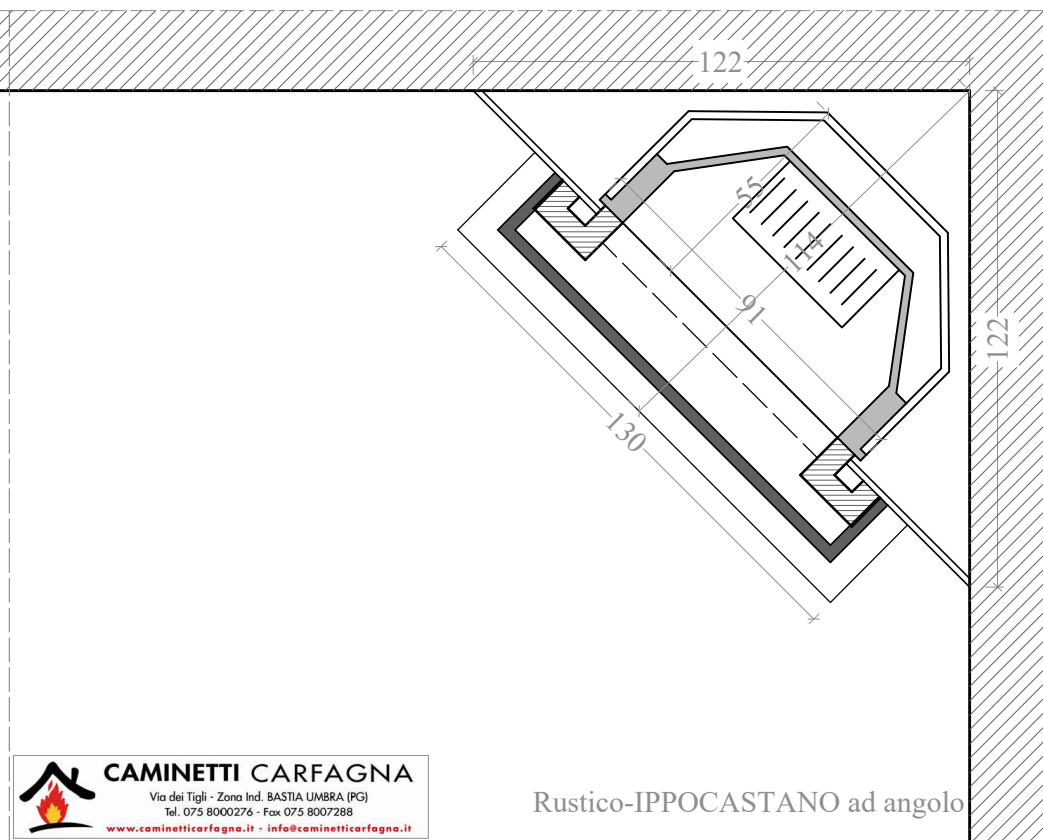 122
55
114
122
91
130
CAMINETTI CARFAGNA
Via dei Tigli - Zona Ind. BASTIA UMBRA (PG)
Tel. 075 8000276 - Fax 075 8007288
www.caminetticarfagna.it - info@caminetticarfagna.it
Rustico-IPPOCASTANO ad angolo